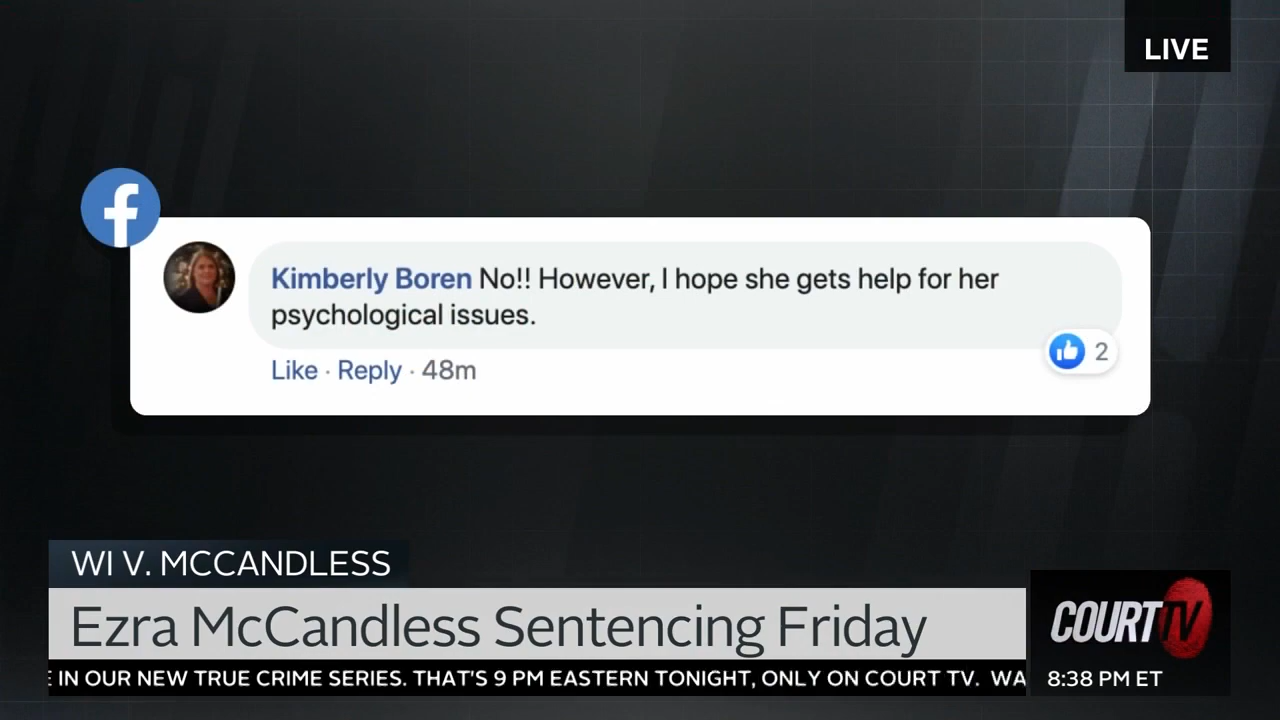 LIVE
f
Kimberly Boren No!! However, I hope she gets help for her
psychological issues.
2
Like · Reply · 48m
WI V. MCCANDLESS
Ezra McCandless Sentencing Friday
COURT TV
E IN OUR NEW TRUE CRIME SERIES. THAT'S 9 PM EASTERN TONIGHT, ONLY ON COURT TV. WA
8:38 PM ET